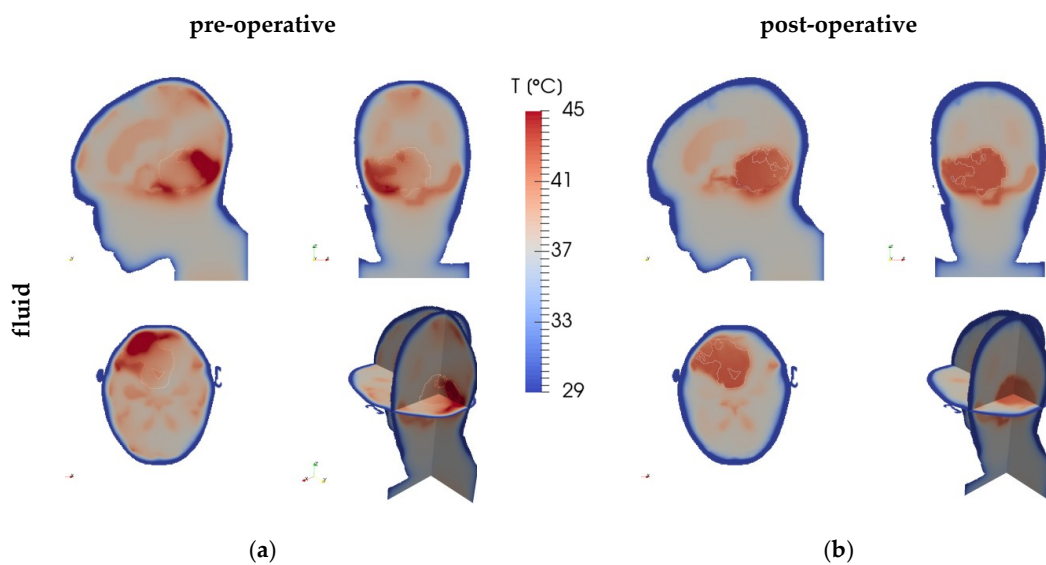 pre-operative
post-operative
T (°C)
45
41
37
33
29
fluid
(a)
(b)